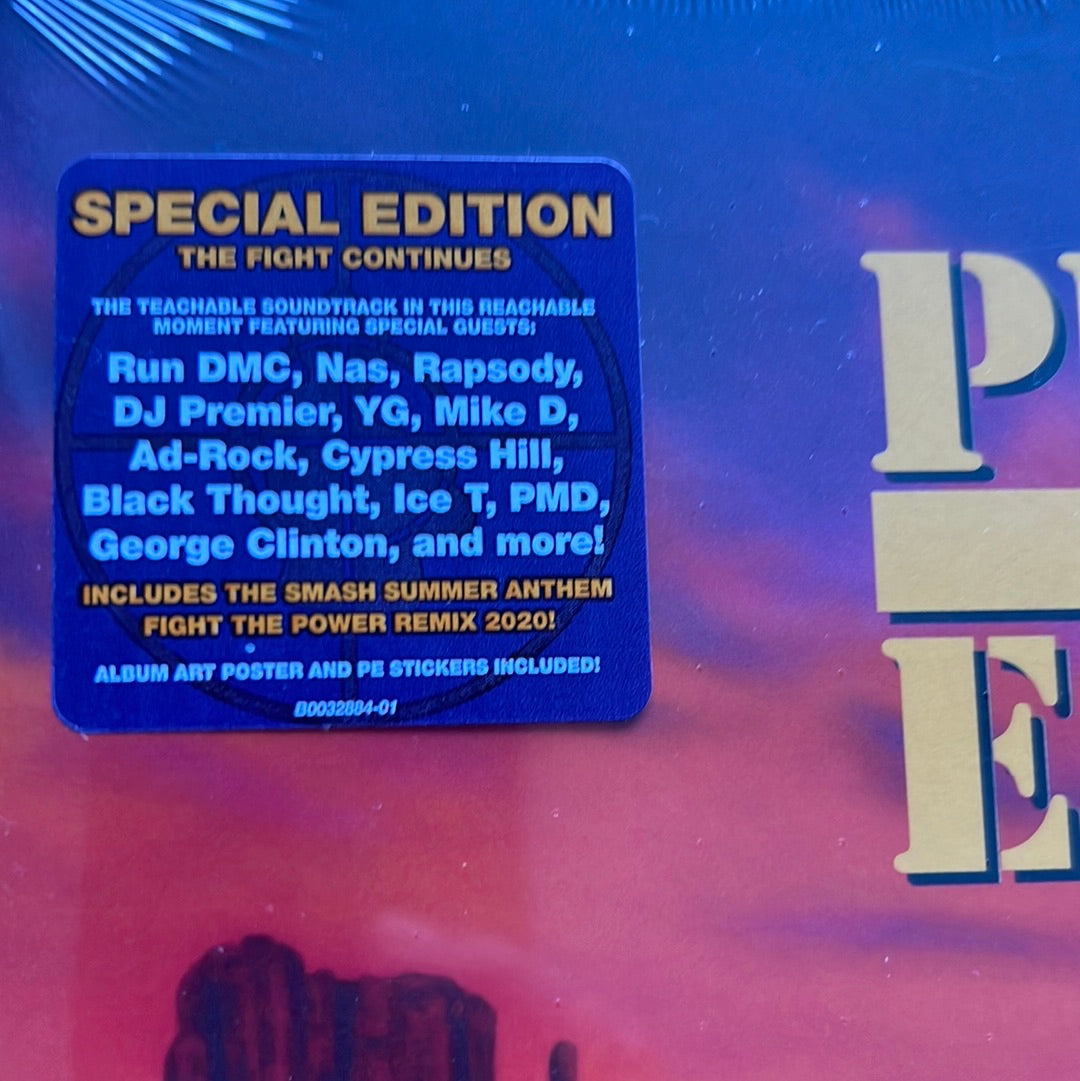 SPECIAL EDITION
THE FIGHT CONTINUES
THE TEACHABLE SOUNDTRACK IN THIS REACHABLE
MOMENT FEATURING SPECIAL GUESTS:
Run DMC, Nas, Rapsody,
DJ Premier, YG, Mike D,
Ad-Rock, Cypress Hill,
Black Thought, Ice T, PMD,
George Clinton, and more!
INCLUDES THE SMASH SUMMER ANTHEM
FIGHT THE POWER REMIX 2020!
ALBUM ART POSTER AND PE STICKERS INCLUDED!
B0032884-01
P
E